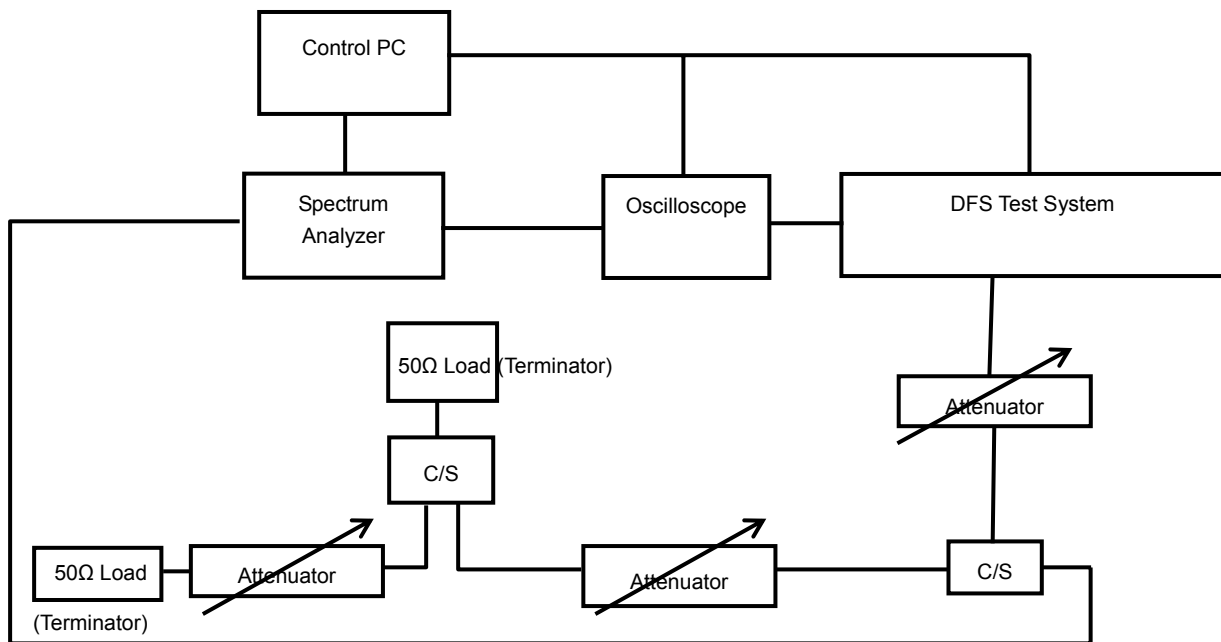 Control PC
Spectrum
Analyzer
Oscilloscope
DFS Test System
50Ω Load (Terminator)
Attenuator
C/S
50Ω Load
(Terminator)
Attenuator
Attenuator
C/S